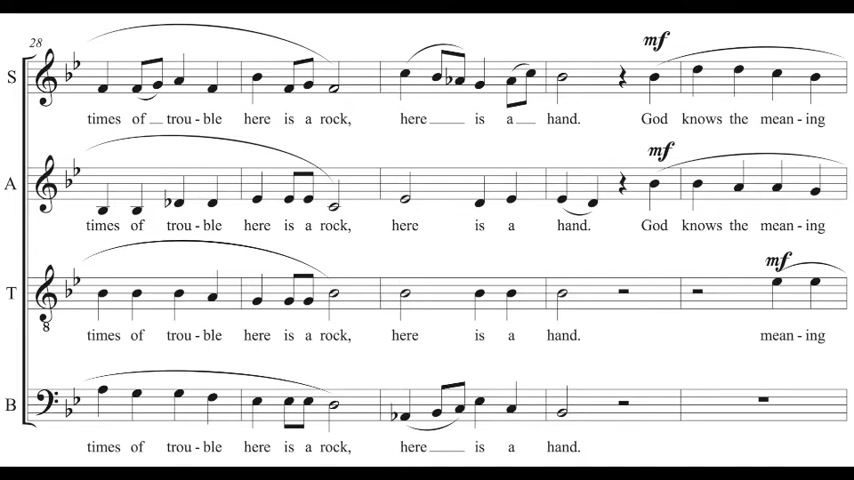 28
mf
S
times of trou - ble here is a rock, here is a hand. God knows the mean - ing
mf
A
times of trou - ble here is a rock, here is a hand. God knows the mean - ing
mf
T
8
times of trou - ble here is a rock, here is a hand. mean - ing
B
times of trou - ble here is a rock, here is a hand.